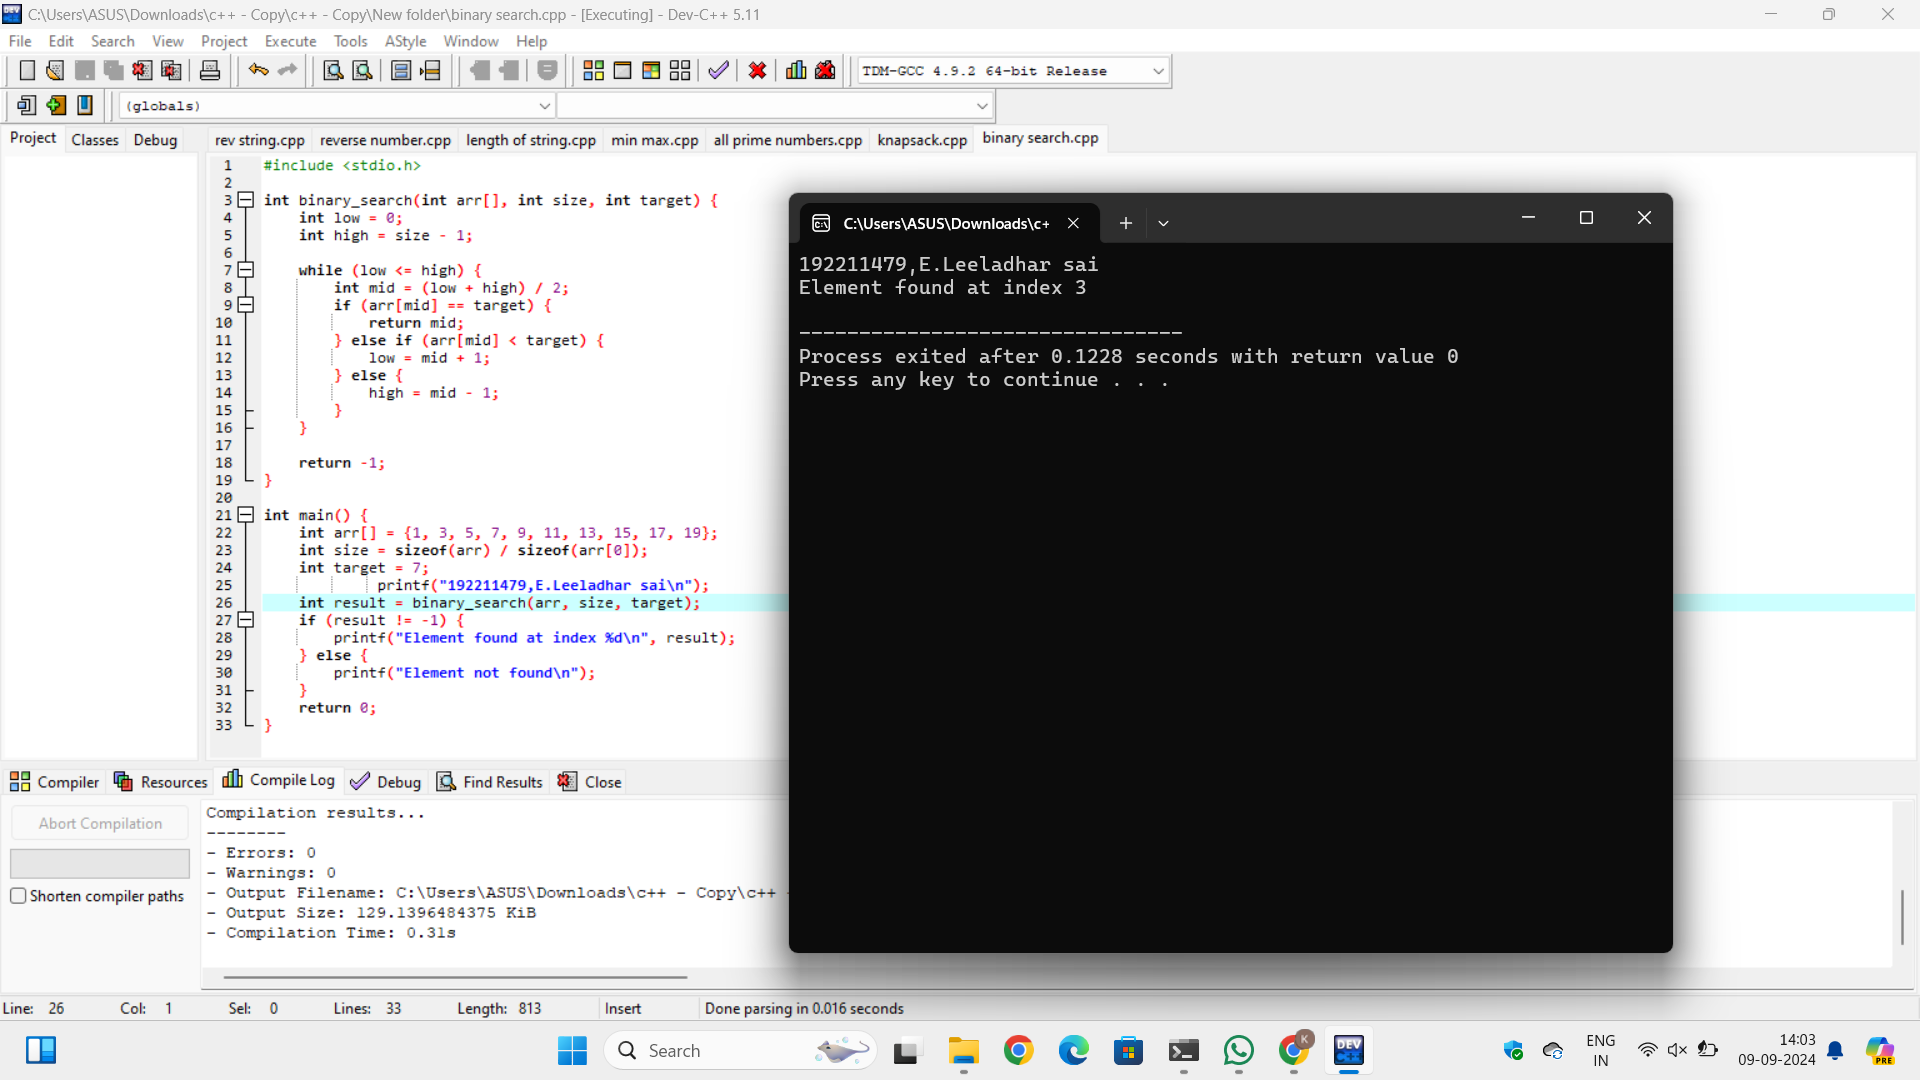 C:\Users\ASUS\Downloads\c++ - Copy\c++ - Copy\New folder\binary search.cpp - [Executing] - Dev-C++ 5.11
File Edit Search View Project Execute Tools AStyle Window Help
TDM-GCC 4.9.2 64-bit Release
(globals)
Project Classes Debug
rev string.cpp reverse number.cpp length of string.cpp min max.cpp all prime numbers.cpp knapsack.cpp binary search.cpp
1 #include <stdio.h>
2
3 int binary_search(int arr[], int size, int target) {
4 int low = 0;
5 int high = size - 1;
6
7 while (low <= high) {
8 int mid = (low + high) / 2;
9 if (arr[mid] == target) {
10 return mid;
11 } else if (arr[mid] < target) {
12 low = mid + 1;
13 } else {
14 high = mid - 1;
15 }
16 }
17
18 return -1;
19 }
20
21 int main() {
22 int arr[] = {1, 3, 5, 7, 9, 11, 13, 15, 17, 19};
23 int size = sizeof(arr) / sizeof(arr[0]);
24 int target = 7;
25 printf("192211479,E.Leeladhar sai\n");
26 int result = binary_search(arr, size, target);
27 if (result != -1) {
28 printf("Element found at index %d\n", result);
29 } else {
30 printf("Element not found\n");
31 }
32 return 0;
33 }
C:\Users\ASUS\Downloads\c+
192211479,E.Leeladhar sai
Element found at index 3
--------------------------------
Process exited after 0.1228 seconds with return value 0
Press any key to continue . . .
Compiler Resources Compile Log Debug Find Results Close
Abort Compilation
Shorten compiler paths
Compilation results...
--------
- Errors: 0
- Warnings: 0
- Output Filename: C:\Users\ASUS\Downloads\c++ - Copy\c++ -
- Output Size: 129.1396484375 KiB
- Compilation Time: 0.31s
Line: 26 Col: 1 Sel: 0 Lines: 33 Length: 813 Insert Done parsing in 0.016 seconds
Search
DEV C++
K
ENG
IN
14:03
09-09-2024
PRE